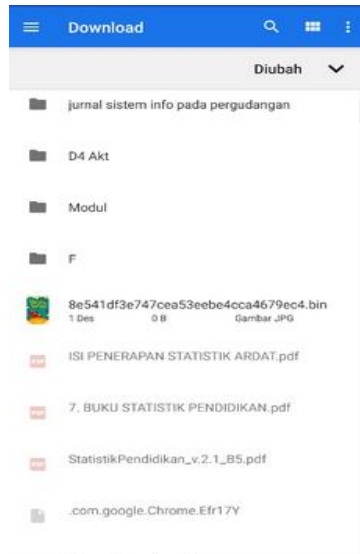 Download
Diubah
jurnal sistem info pada pergudangan
D4 Akt
Modul
F
8e541df3e747cea53eebe4cca4679ec4.bin
1 Des 0 B Gambar JPG
ISI PENERAPAN STATISTIK ARDAT.pdf
7. BUKU STATISTIK PENDIDIKAN.pdf
StatistikPendidikan_v.2.1_B5.pdf
.com.google.Chrome.Efr17Y